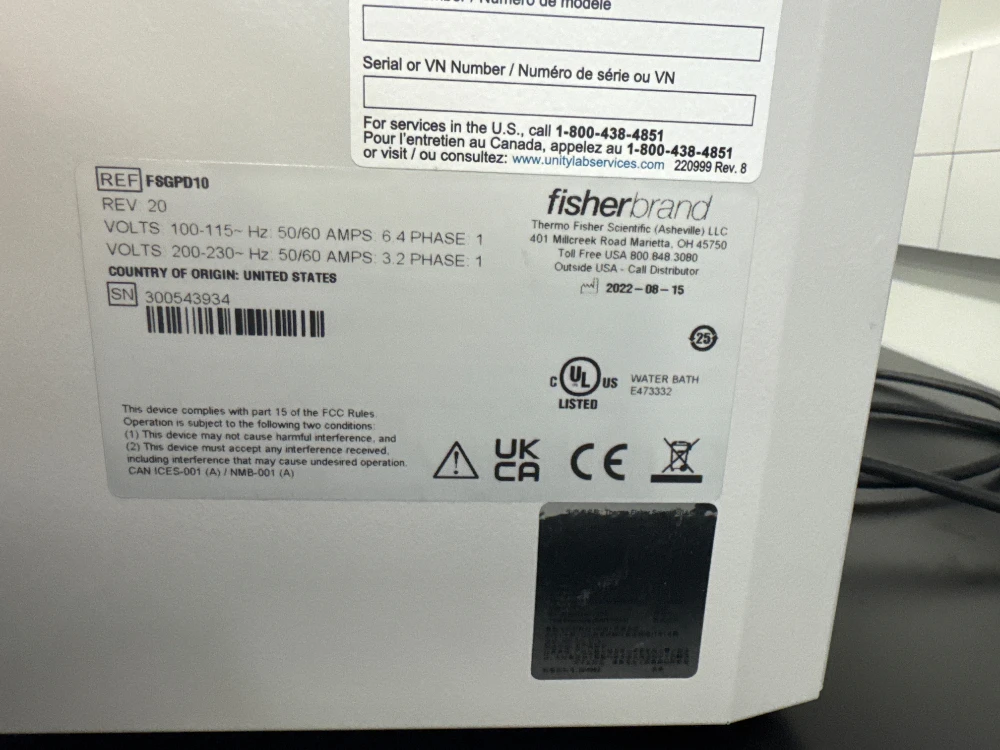 Numéro de modèle
Serial or VN Number / Numéro de série ou VN
For services in the U.S., call 1-800-438-4851
Pour l'entretien au Canada, appelez au 1-800-438-4851
or visit / ou consultez: www.unitylabservices.com 220999 Rev. 8
REF FSGPD10
REV: 20
VOLTS: 100-115~ Hz: 50/60 AMPS: 6.4 PHASE: 1
VOLTS: 200-230~ Hz: 50/60 AMPS: 3.2 PHASE: 1
COUNTRY OF ORIGIN: UNITED STATES
SN 300543934
fisherbrand
Thermo Fisher Scientific (Asheville) LLC
401 Millcreek Road Marietta, OH 45750
Toll Free USA 800 848 3080
Outside USA - Call Distributor
2022-08-15
25
C UL US
LISTED
WATER BATH
E473332
This device complies with part 15 of the FCC Rules.
Operation is subject to the following two conditions:
(1) This device may not cause harmful interference, and
(2) This device must accept any interference received,
including interference that may cause undesired operation.
CAN ICES-001 (A) / NMB-001 (A)
UK
CA
CE
Thermo Fisher